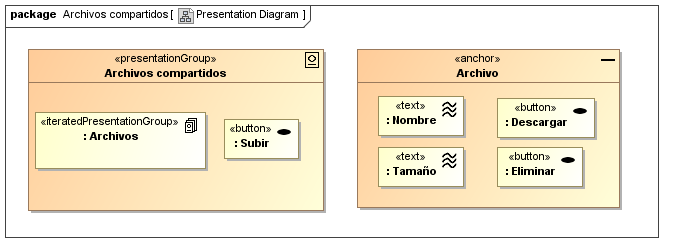 package Archivos compartidos [ Presentation Diagram ]
«presentationGroup»
Archivos compartidos
«iteratedPresentationGroup»
: Archivos
«button»
: Subir
«anchor»
Archivo
«text»
: Nombre
«button»
: Descargar
«text»
: Tamaño
«button»
: Eliminar